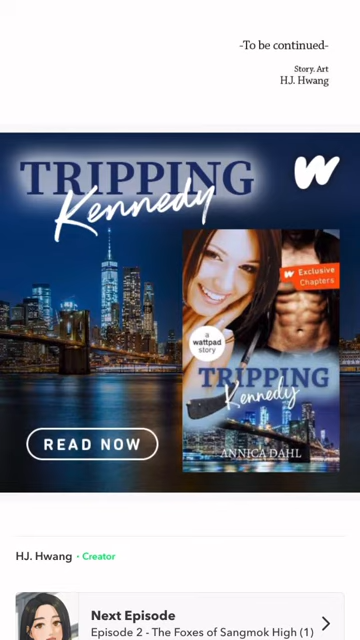 -To be continued-
Story. Art
H.J. Hwang
TRIPPING
Kennedy
W
W Exclusive
Chapters
a
wattpad
story
TRIPPING
Kennedy
ANNICA DAHL
READ NOW
H.J. Hwang · Creator
Next Episode
Episode 2 - The Foxes of Sangmok High (1)